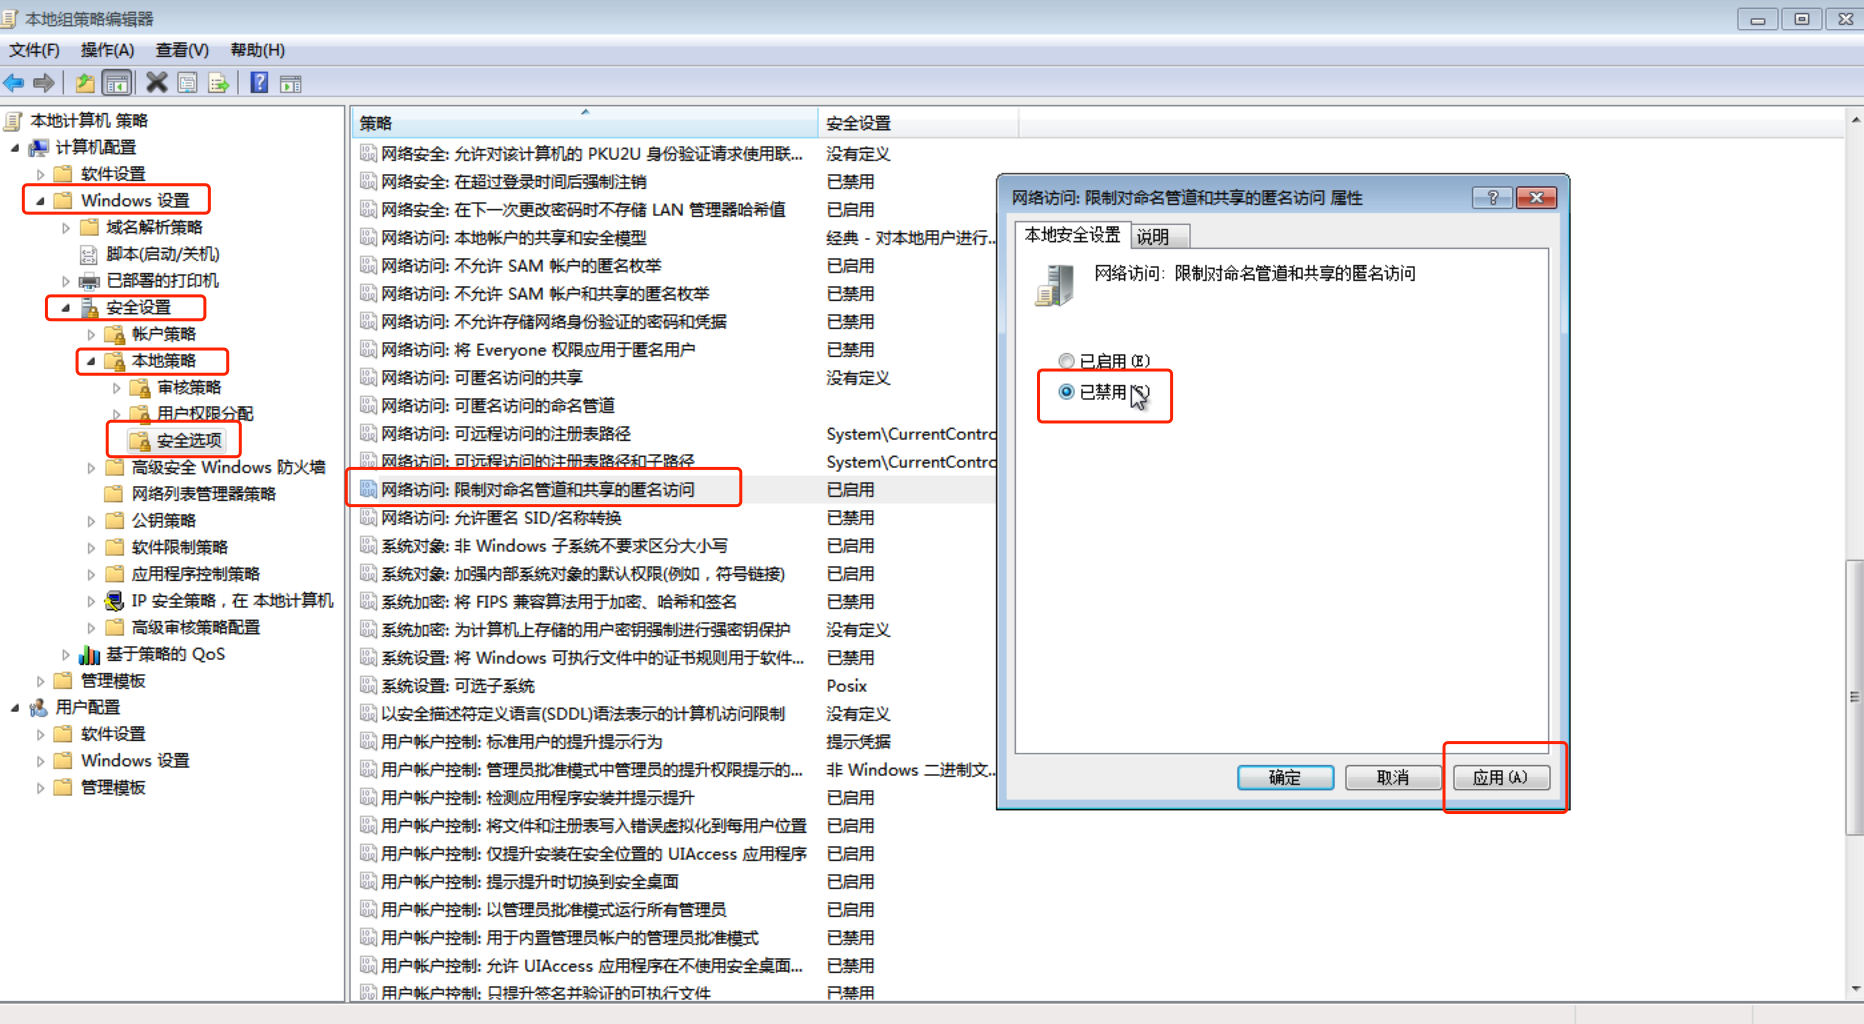 本地组策略编辑器
文件(F) 操作(A) 查看(V) 帮助(H)
本地计算机 策略
计算机配置
软件设置
Windows 设置
域名解析策略
脚本(启动/关机)
已部署的打印机
安全设置
帐户策略
本地策略
审核策略
用户权限分配
安全选项
高级安全 Windows 防火墙
网络列表管理器策略
公钥策略
软件限制策略
应用程序控制策略
IP 安全策略，在 本地计算机
高级审核策略配置
基于策略的 QoS
管理模板
用户配置
软件设置
Windows 设置
管理模板
策略 安全设置
网络安全: 允许对该计算机的 PKU2U 身份验证请求使用联... 没有定义
网络安全: 在超过登录时间后强制注销 已禁用
网络安全: 在下一次更改密码时不存储 LAN 管理器哈希值 已启用
网络访问: 本地帐户的共享和安全模型 经典 - 对本地用户进行...
网络访问: 不允许 SAM 帐户的匿名枚举 已启用
网络访问: 不允许 SAM 帐户和共享的匿名枚举 已禁用
网络访问: 不允许存储网络身份验证的密码和凭据 已禁用
网络访问: 将 Everyone 权限应用于匿名用户 已禁用
网络访问: 可匿名访问的共享 没有定义
网络访问: 可匿名访问的命名管道
网络访问: 可远程访问的注册表路径 System\CurrentContro
网络访问: 可远程访问的注册表路径和子路径 System\CurrentContro
网络访问: 限制对命名管道和共享的匿名访问 已启用
网络访问: 允许匿名 SID/名称转换 已禁用
系统对象: 非 Windows 子系统不要求区分大小写 已启用
系统对象: 加强内部系统对象的默认权限(例如，符号链接) 已启用
系统加密: 将 FIPS 兼容算法用于加密、哈希和签名 已禁用
系统加密: 为计算机上存储的用户密钥强制进行强密钥保护 没有定义
系统设置: 将 Windows 可执行文件中的证书规则用于软件... 已禁用
系统设置: 可选子系统 Posix
以安全描述符定义语言(SDDL)语法表示的计算机访问限制 没有定义
用户帐户控制: 标准用户的提升提示行为 提示凭据
用户帐户控制: 管理员批准模式中管理员的提升权限提示的... 非 Windows 二进制文...
用户帐户控制: 检测应用程序安装并提示提升 已启用
用户帐户控制: 将文件和注册表写入错误虚拟化到每用户位置 已启用
用户帐户控制: 仅提升安装在安全位置的 UIAccess 应用程序 已启用
用户帐户控制: 提示提升时切换到安全桌面 已启用
用户帐户控制: 以管理员批准模式运行所有管理员 已启用
用户帐户控制: 用于内置管理员帐户的管理员批准模式 已禁用
用户帐户控制: 允许 UIAccess 应用程序在不使用安全桌面... 已禁用
用户帐户控制: 只提升签名并验证的可执行文件 已禁用
网络访问: 限制对命名管道和共享的匿名访问 属性
本地安全设置 说明
网络访问: 限制对命名管道和共享的匿名访问
已启用(E)
已禁用(S)
确定 取消 应用(A)